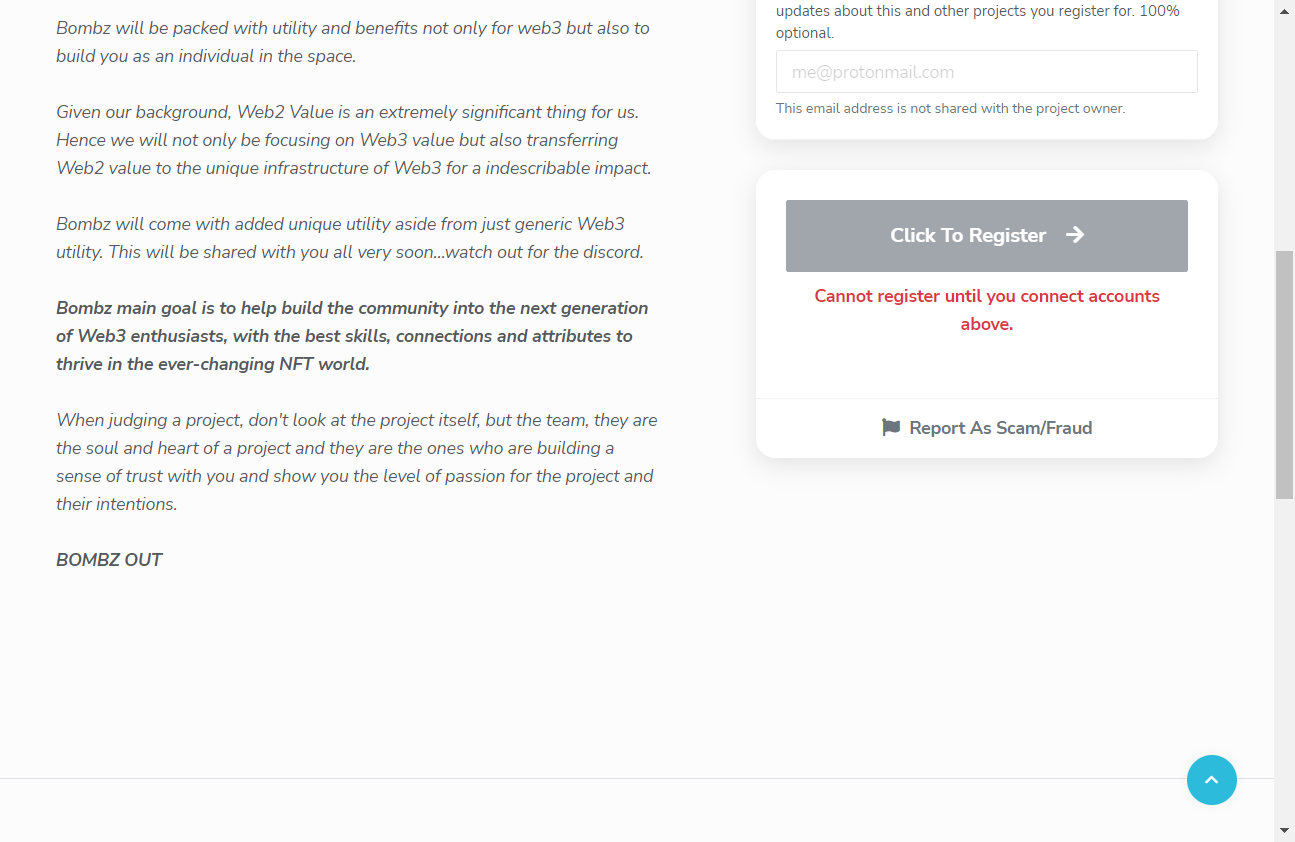 Bombz will be packed with utility and benefits not only for web3 but also to
build you as an individual in the space.
Given our background, Web2 Value is an extremely significant thing for us.
Hence we will not only be focusing on Web3 value but also transferring
Web2 value to the unique infrastructure of Web3 for a indescribable impact.
Bombz will come with added unique utility aside from just generic Web3
utility. This will be shared with you all very soon...watch out for the discord.
Bombz main goal is to help build the community into the next generation
of Web3 enthusiasts, with the best skills, connections and attributes to
thrive in the ever-changing NFT world.
When judging a project, don't look at the project itself, but the team, they are
the soul and heart of a project and they are the ones who are building a
sense of trust with you and show you the level of passion for the project and
their intentions.
BOMBZ OUT
updates about this and other projects you register for. 100%
optional.
me@protonmail.com
This email address is not shared with the project owner.
Click To Register
Cannot register until you connect accounts
above.
Report As Scam/Fraud